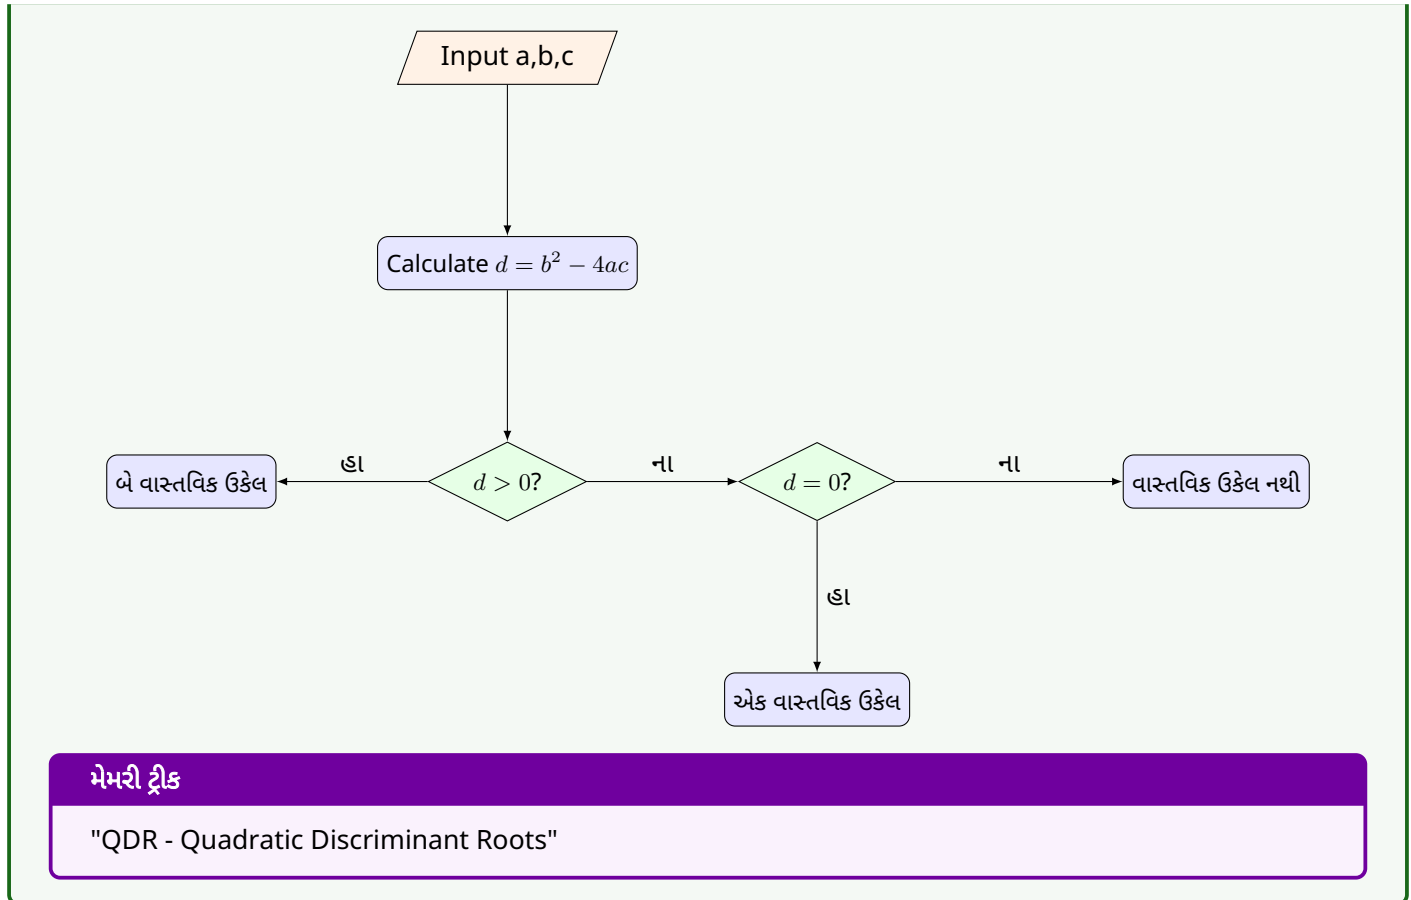 Input a,b,c
Calculate d = b² − 4ac
હા
ના
ના
બે વાસ્તવિક ઉકેલ
d > 0?
d = 0?
વાસ્તવિક ઉકેલ નથી
હા
એક વાસ્તવિક ઉકેલ
મેમરી ટ્રીક
"QDR - Quadratic Discriminant Roots"